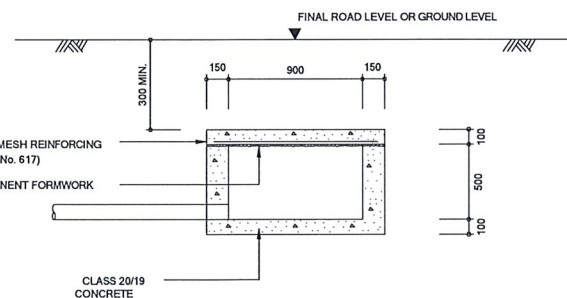 FINAL ROAD LEVEL OR GROUND LEVEL
300 MIN.
150
900
150
MESH REINFORCING
No. 617)
NENT FORMWORK
100
500
100
CLASS 20/19
CONCRETE